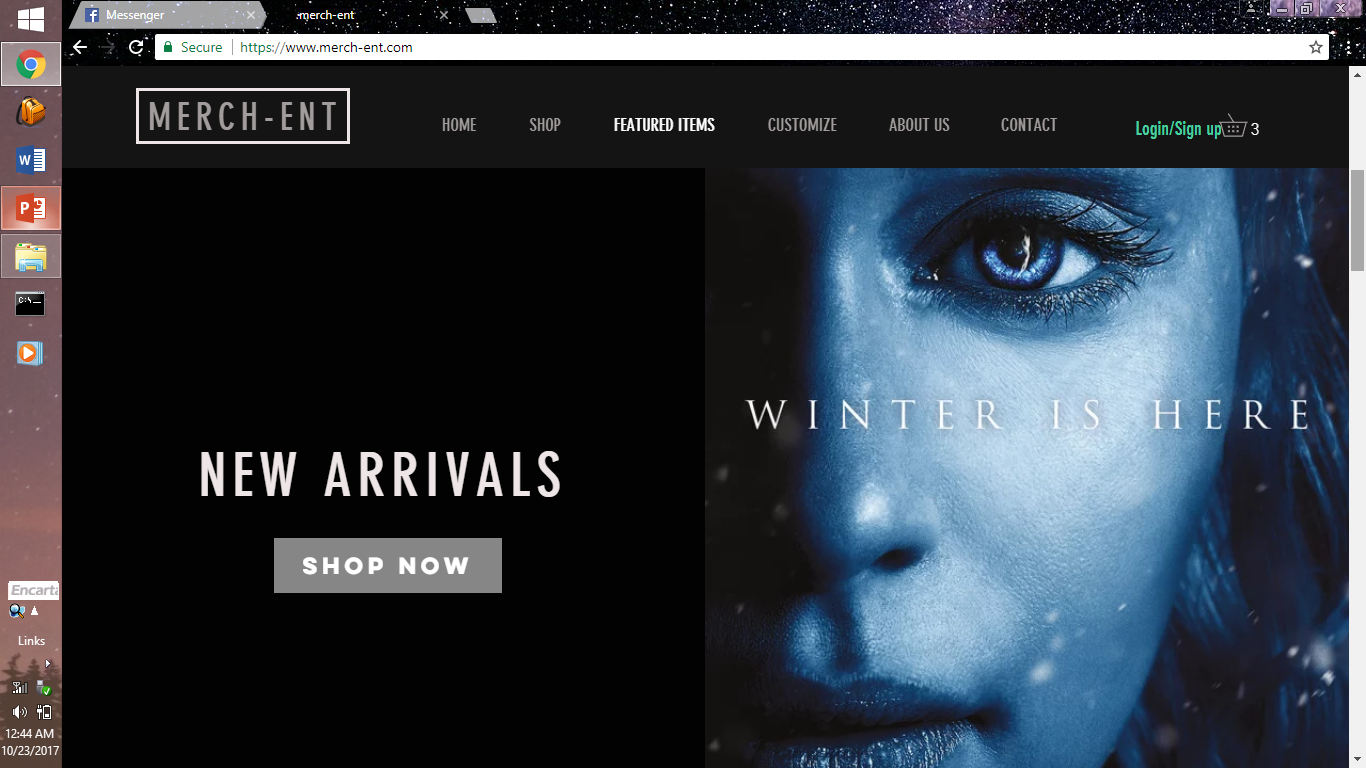 Messenger
merch-ent
Secure
https://www.merch-ent.com
MERCH-ENT
HOME
SHOP
FEATURED ITEMS
CUSTOMIZE
ABOUT US
CONTACT
Login/Sign up
3
WINTER IS HERE
NEW ARRIVALS
SHOP NOW
Encarta
Links
12:44 AM
10/23/2017